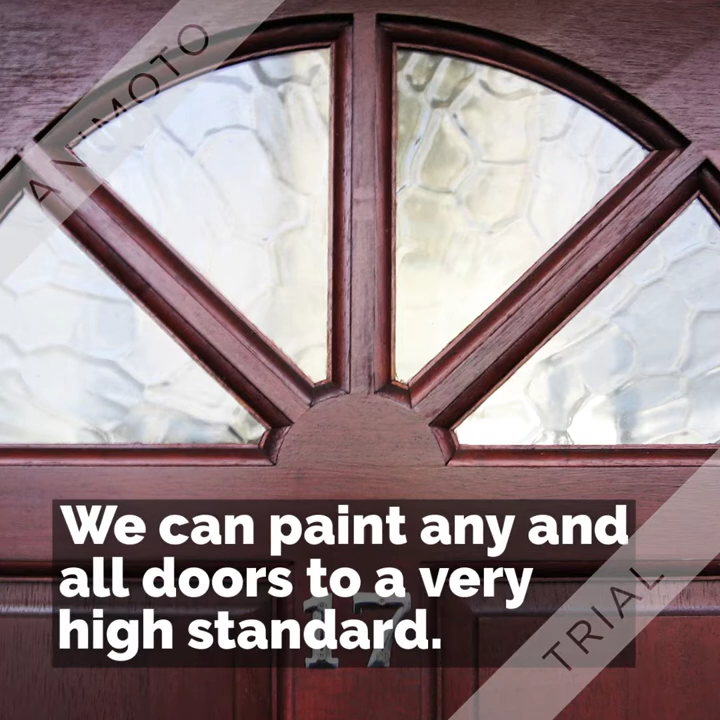 ANIMOTO
We can paint any and
all doors to a very
high standard.
17
TRIAL